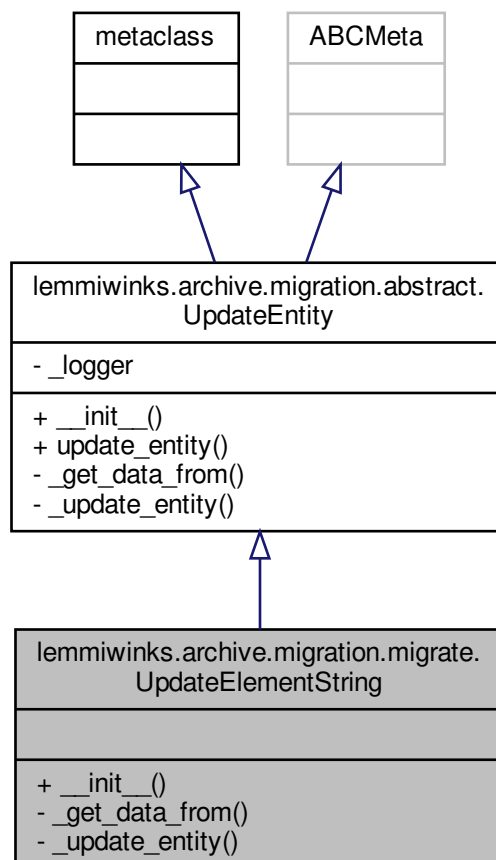 metaclass
ABCMeta
lemmiwinks.archive.migration.abstract.
UpdateEntity
- _logger
+ __init__()
+ update_entity()
- _get_data_from()
- _update_entity()
lemmiwinks.archive.migration.migrate.
UpdateElementString
+ __init__()
- _get_data_from()
- _update_entity()